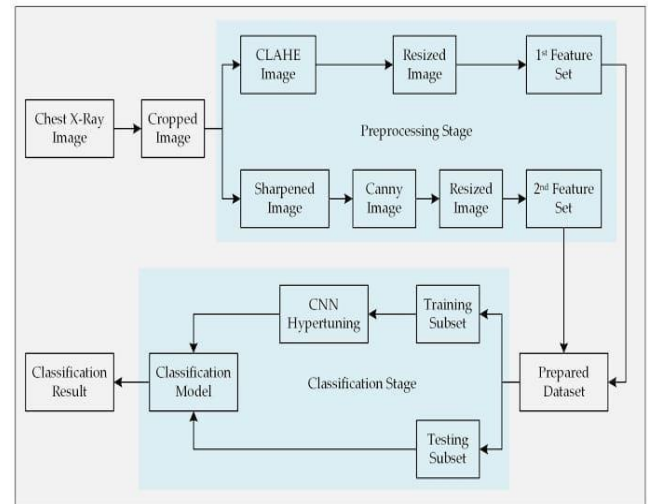 CLAHE
Image
Resized
Image
1st Feature
Set
Chest X-Ray
Image
Cropped
Image
Preprocessing Stage
Sharpened
Image
Canny
Image
Resized
Image
2nd Feature
Set
CNN
Hypertuning
Training
Subset
Classification
Result
Classification
Model
Classification Stage
Prepared
Dataset
Testing
Subset